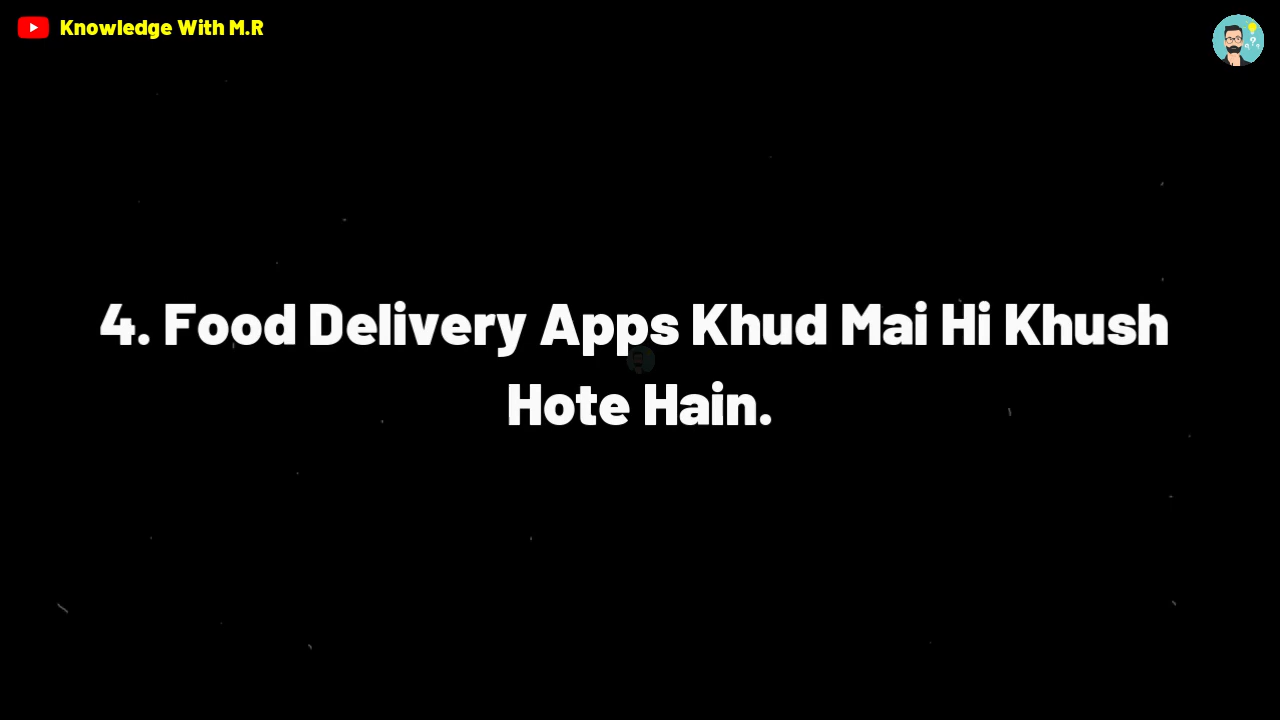 Knowledge With M.R
4. Food Delivery Apps Khud Mai Hi Khush
Hote Hain.